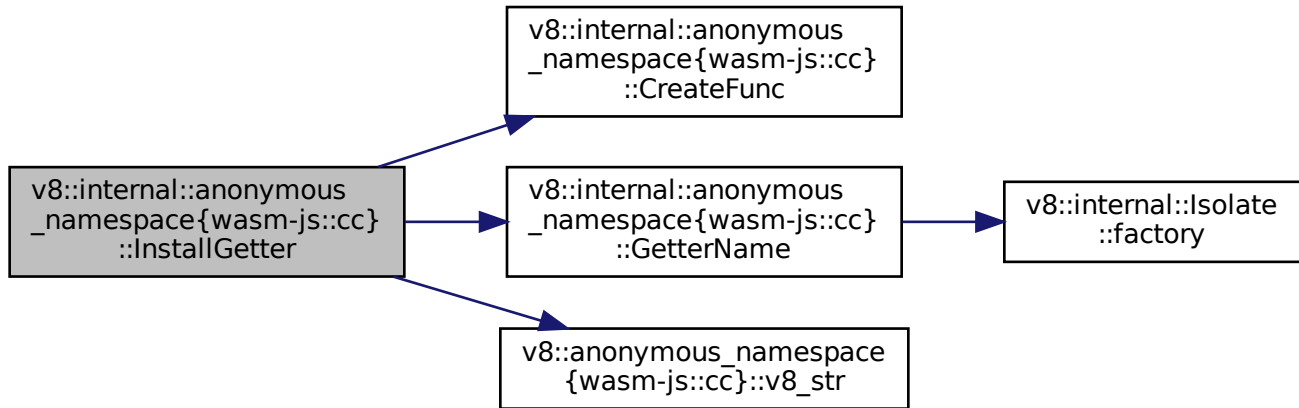 v8::internal::anonymous
_namespace{wasm-js::cc}
::InstallGetter
v8::internal::anonymous
_namespace{wasm-js::cc}
::CreateFunc
v8::internal::anonymous
_namespace{wasm-js::cc}
::GetterName
v8::internal::Isolate
::factory
v8::anonymous_namespace
{wasm-js::cc}::v8_str